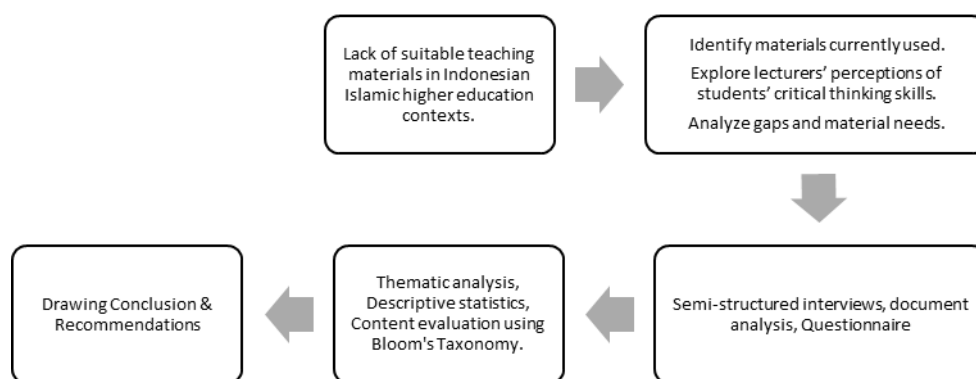 Lack of suitable teaching
materials in Indonesian
Islamic higher education
contexts.
Identify materials currently used.
Explore lecturers' perceptions of
students' critical thinking skills.
Analyze gaps and material needs.
Semi-structured interviews, document
analysis, Questionnaire
Thematic analysis,
Descriptive statistics,
Content evaluation using
Bloom's Taxonomy.
Drawing Conclusion &
Recommendations